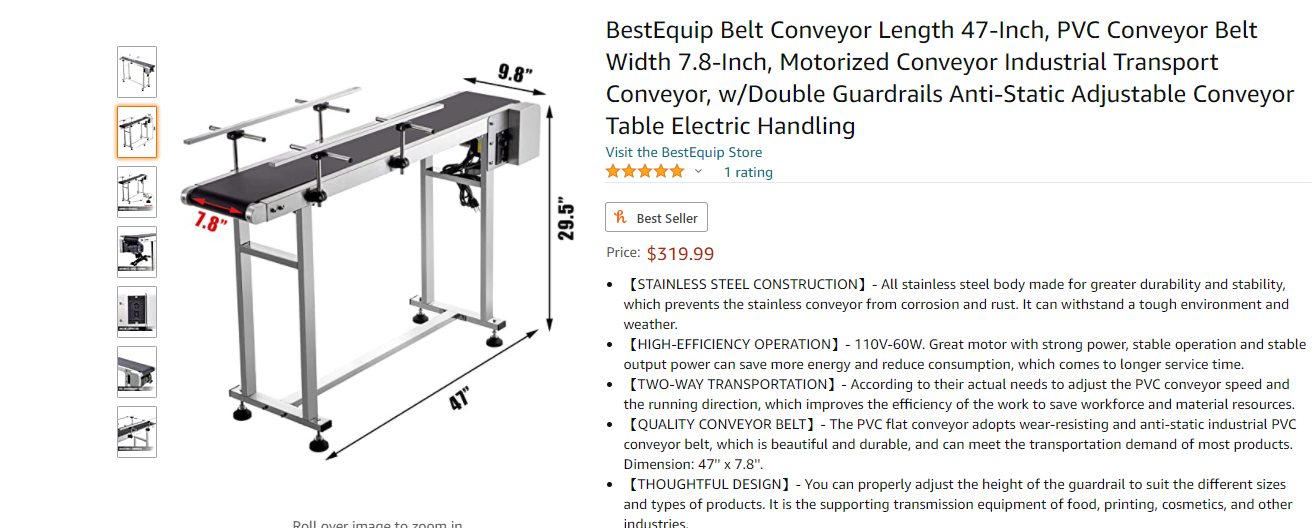 BestEquip Belt Conveyor Length 47-Inch, PVC Conveyor Belt
Width 7.8-Inch, Motorized Conveyor Industrial Transport
Conveyor, w/Double Guardrails Anti-Static Adjustable Conveyor
Table Electric Handling
Visit the BestEquip Store
1 rating
Best Seller
Price: $319.99
【STAINLESS STEEL CONSTRUCTION】- All stainless steel body made for greater durability and stability,
which prevents the stainless conveyor from corrosion and rust. It can withstand a tough environment and
weather.
【HIGH-EFFICIENCY OPERATION】- 110V-60W. Great motor with strong power, stable operation and stable
output power can save more energy and reduce consumption, which comes to longer service time.
【TWO-WAY TRANSPORTATION】- According to their actual needs to adjust the PVC conveyor speed and
the running direction, which improves the efficiency of the work to save workforce and material resources.
【QUALITY CONVEYOR BELT】- The PVC flat conveyor adopts wear-resisting and anti-static industrial PVC
conveyor belt, which is beautiful and durable, and can meet the transportation demand of most products.
Dimension: 47" x 7.8".
【THOUGHTFUL DESIGN】- You can properly adjust the height of the guardrail to suit the different sizes
and types of products. It is the supporting transmission equipment of food, printing, cosmetics, and other
industries.
9.8"
7.8"
29.5"
47"
Roll over image to zoom in